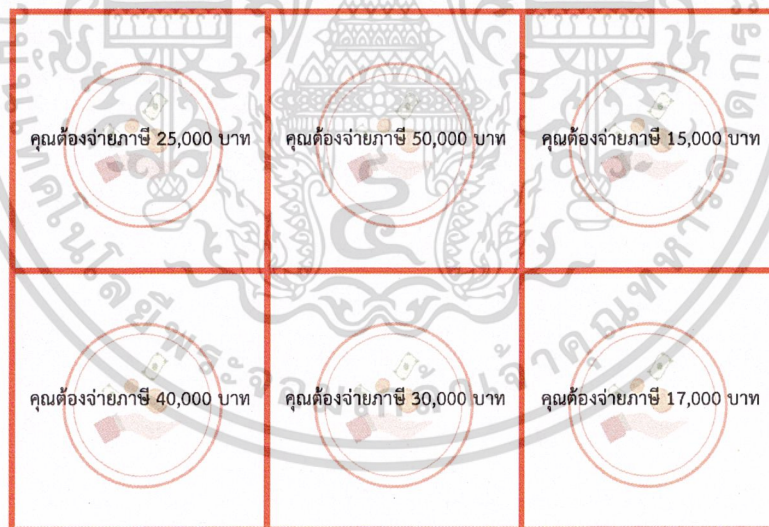 คุณต้องจ่ายภาษี 25,000 บาท
คุณต้องจ่ายภาษี 50,000 บาท
คุณต้องจ่ายภาษี 15,000 บาท
คุณต้องจ่ายภาษี 40,000 บาท
คุณต้องจ่ายภาษี 30,000 บาท
คุณต้องจ่ายภาษี 17,000 บาท